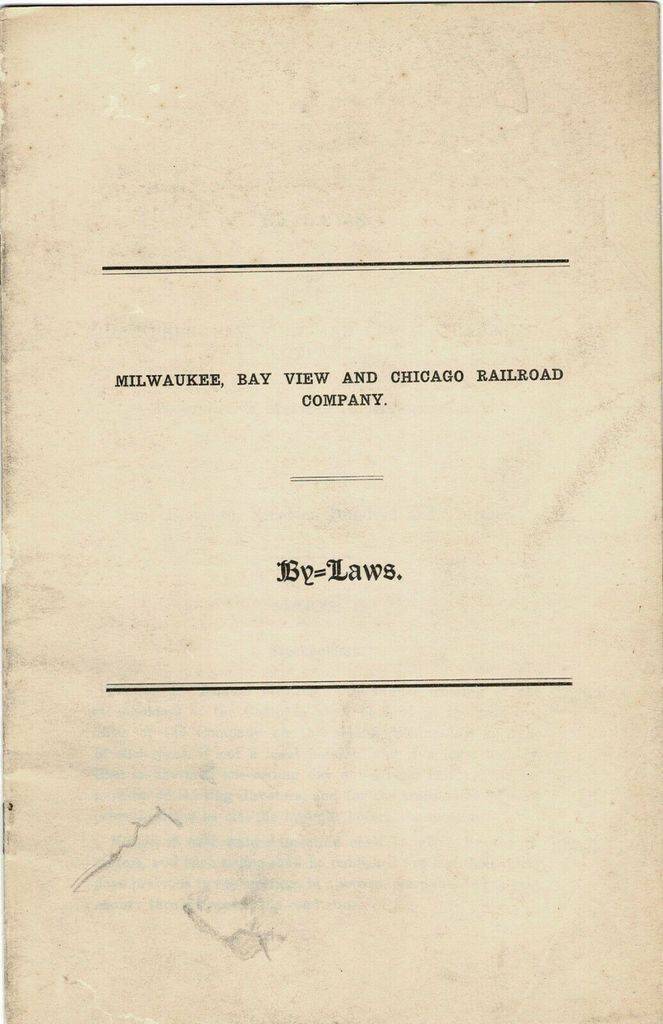 MILWAUKEE, BAY VIEW AND CHICAGO RAILROAD
COMPANY.
By=Laws.